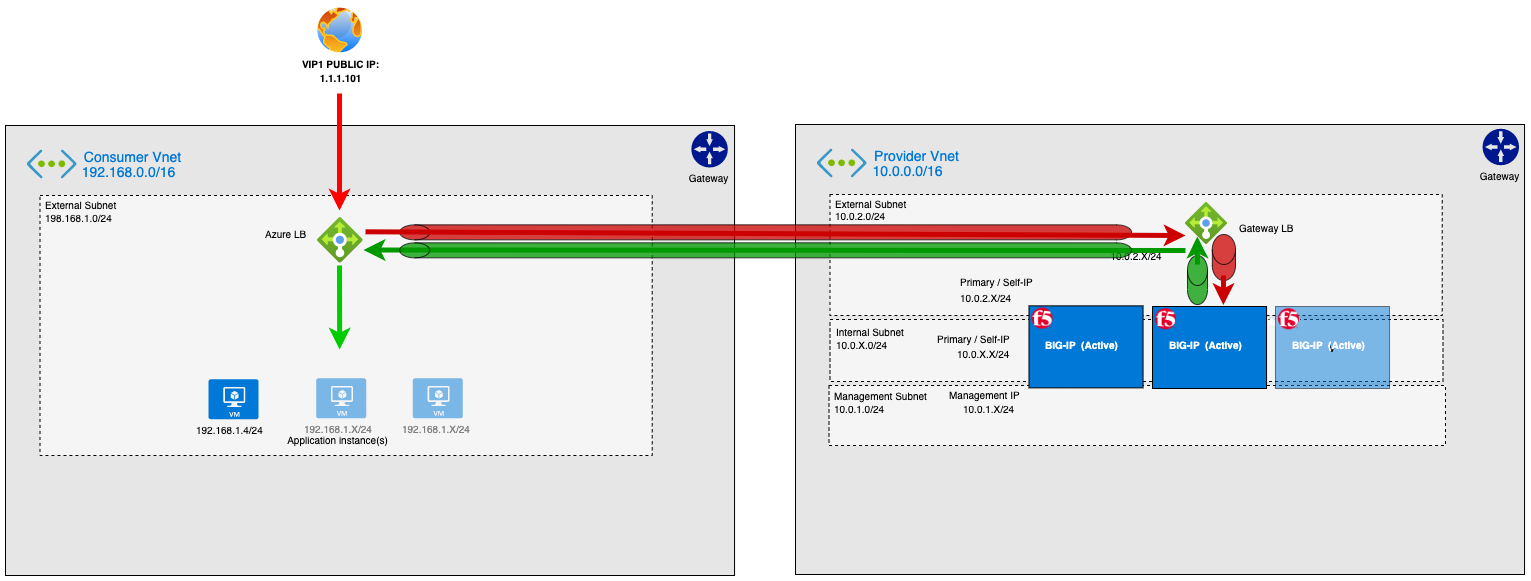 VIP1 PUBLIC IP:
1.1.1.101
Consumer Vnet
192.168.0.0/16
Gateway
External Subnet
198.168.1.0/24
Azure LB
VM
192.168.1.4/24
VM
192.168.1.X/24
Application instance(s)
VM
192.168.1.X/24
Provider Vnet
10.0.0.0/16
Gateway
External Subnet
10.0.2.0/24
Gateway LB
10.0.2.X/24
Primary / Self-IP
10.0.2.X/24
Internal Subnet
10.0.X.0/24
Primary / Self-IP
10.0.X.X/24
f5
BIG-IP (Active)
f5
BIG-IP (Active)
f5
BIG-IP (Active)
Management Subnet
10.0.1.0/24
Management IP
10.0.1.X/24